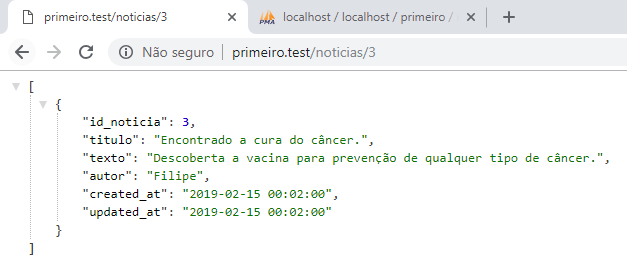 primeiro.test/noticias/3
PMA localhost / localhost / primeiro /
Não seguro primeiro.test/noticias/3
[
{
"id_noticia": 3,
"titulo": "Encontrado a cura do câncer.",
"texto": "Descoberta a vacina para prevenção de qualquer tipo de câncer.",
"autor": "Filipe",
"created_at": "2019-02-15 00:02:00",
"updated_at": "2019-02-15 00:02:00"
}
]